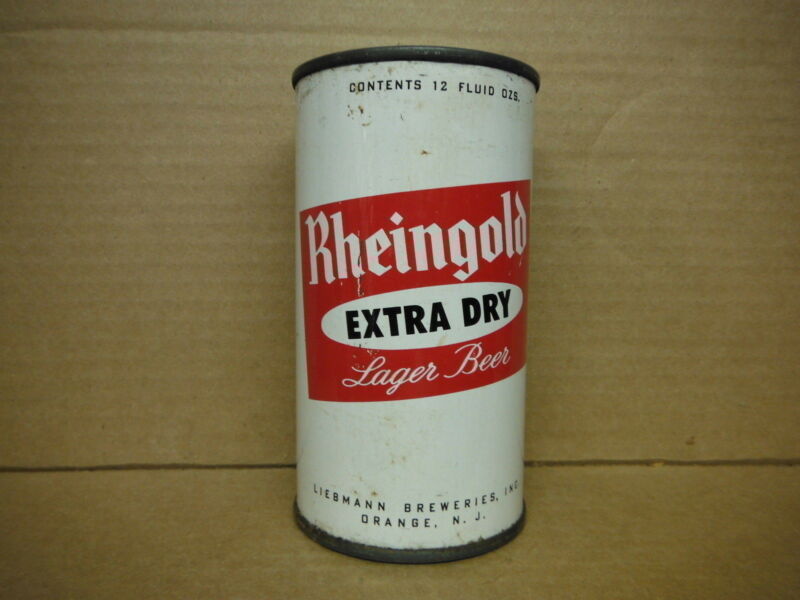 CONTENTS 12 FLUID OZS.
Rheingold
EXTRA DRY
Lager Beer
LIEBMANN BREWERIES, INC.
ORANGE, N. J.